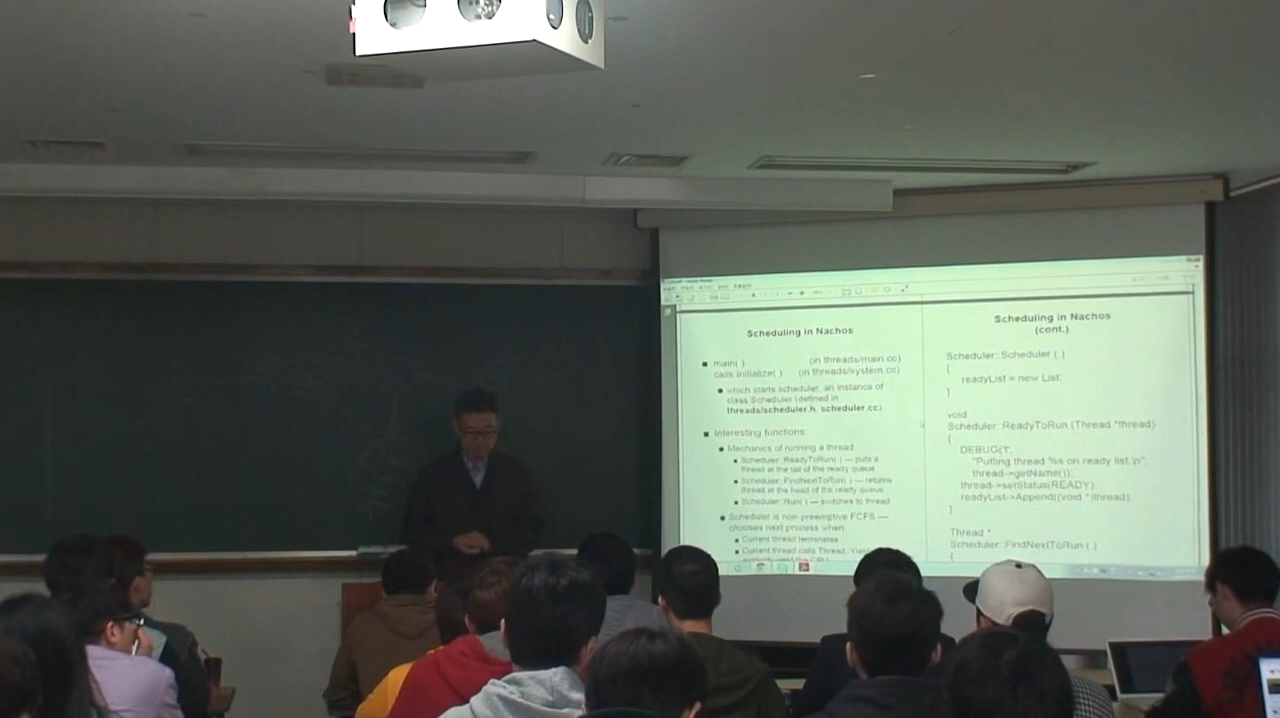 Scheduling in Nachos
main( ) (in threads/main.cc)
calls Initialize( ) (in threads/system.cc)
which starts scheduler, an instance of
class Scheduler (defined in
threads/scheduler.h, scheduler.cc)
Interesting functions:
Mechanics of running a thread
Scheduler::ReadyToRun( ) — puts a
thread at the tail of the ready queue
Scheduler::FindNextToRun( ) — returns
thread at the head of the ready queue
Scheduler::Run( ) — switches to thread
Scheduler is non-preemptive FCFS —
chooses next process when:
Current thread terminates
Current thread calls Thread::Yield
Scheduling in Nachos
(cont.)
Scheduler::Scheduler ( )
{
readyList = new List;
}
void
Scheduler::ReadyToRun (Thread *thread)
{
DEBUG('t',
"Putting thread %s on ready list.\n",
thread->getName());
thread->setStatus(READY);
readyList->Append((void *)thread);
}
Thread *
Scheduler::FindNextToRun ( )
{